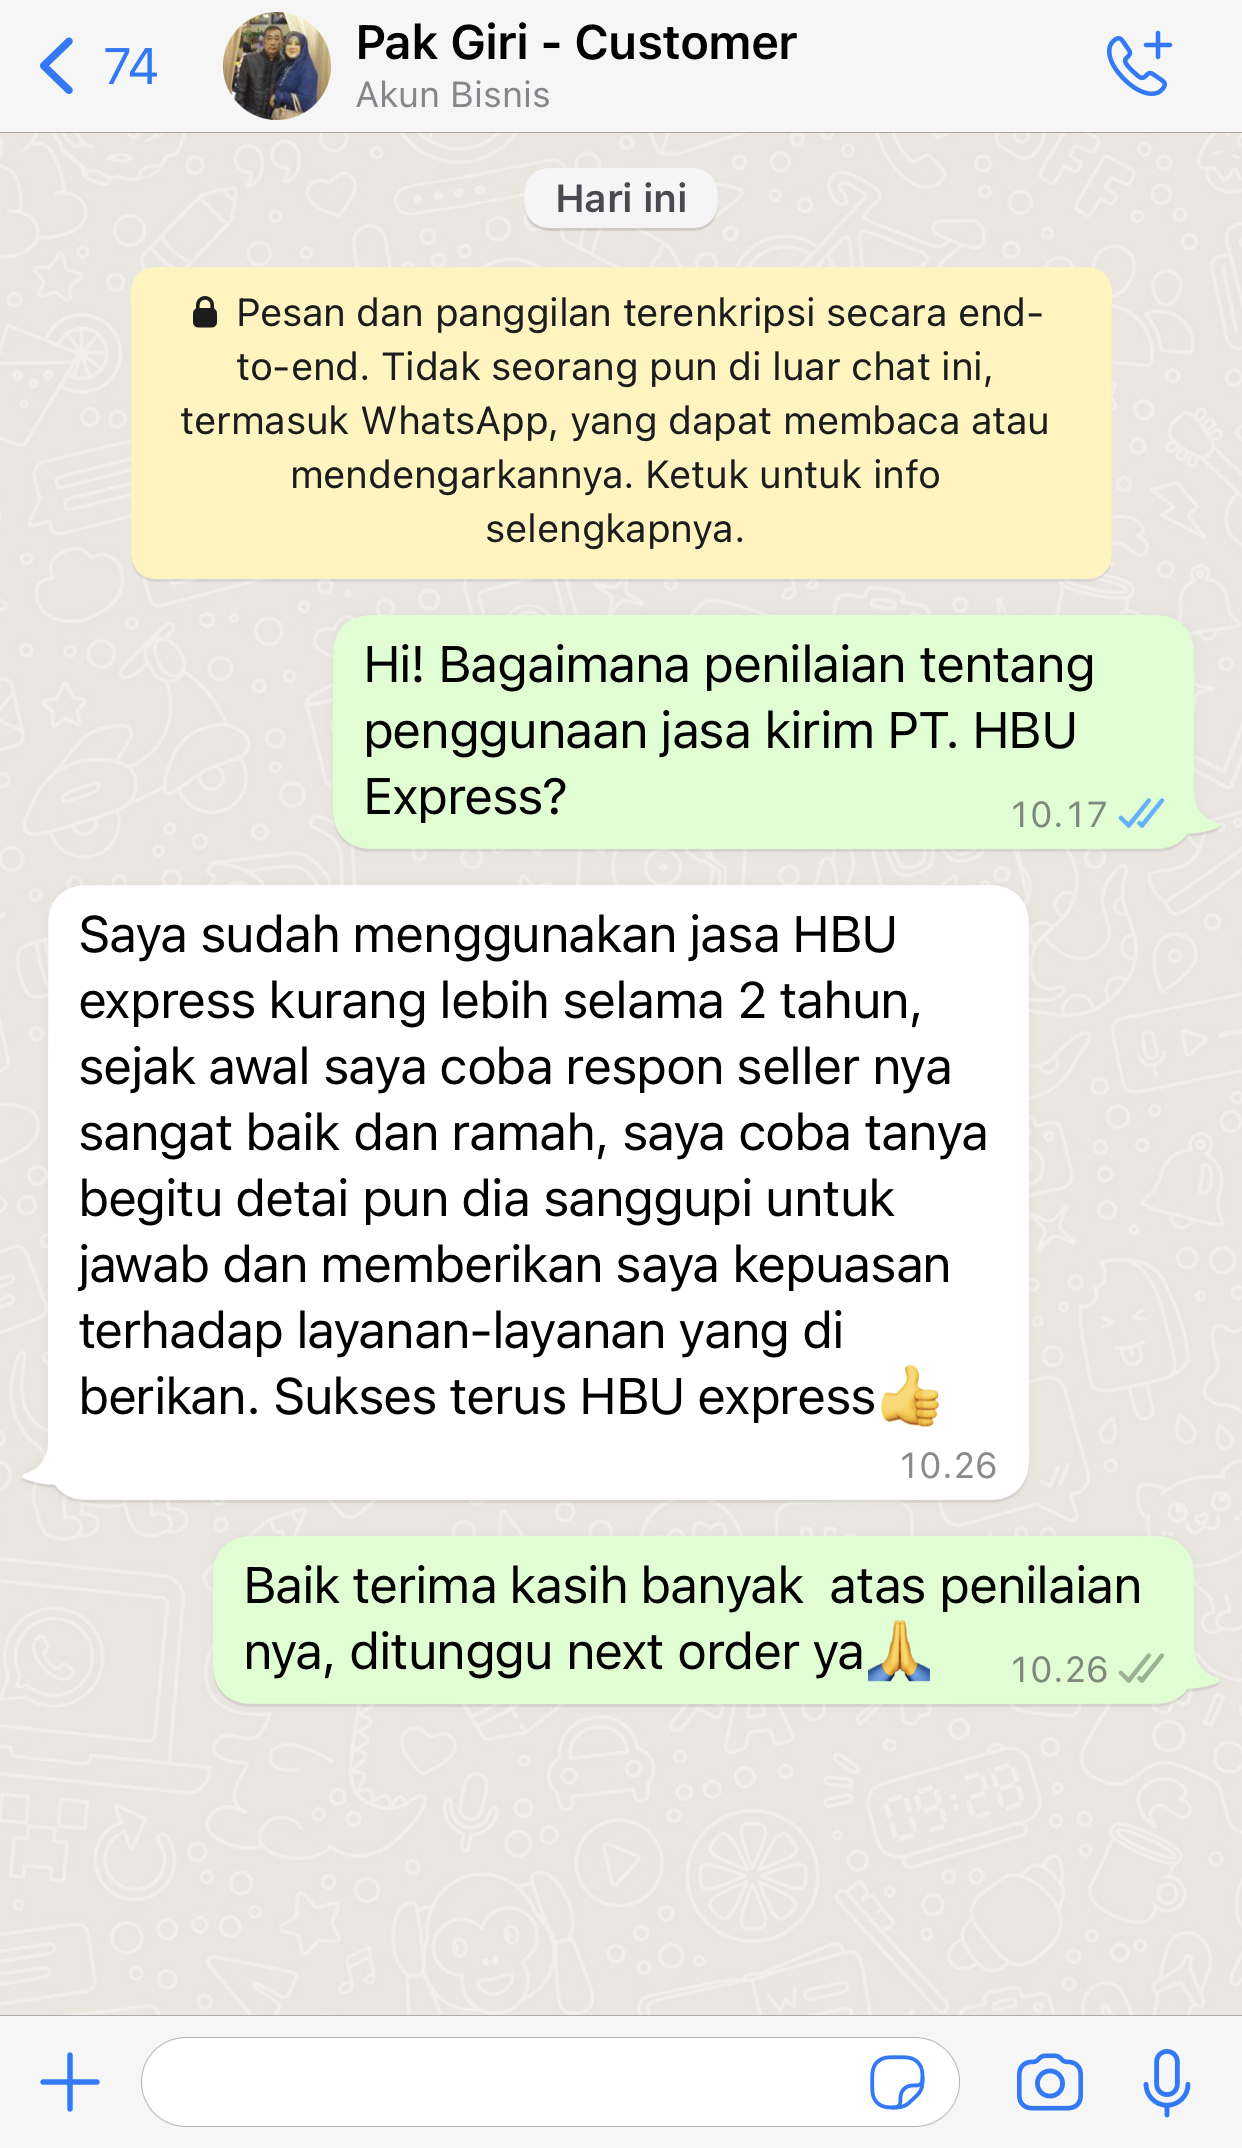 74
Pak Giri - Customer
Akun Bisnis
Hari ini
Pesan dan panggilan terenkripsi secara end-
to-end. Tidak seorang pun di luar chat ini,
termasuk WhatsApp, yang dapat membaca atau
mendengarkannya. Ketuk untuk info
selengkapnya.
Hi! Bagaimana penilaian tentang
penggunaan jasa kirim PT. HBU
Express?
10.17
Saya sudah menggunakan jasa HBU
express kurang lebih selama 2 tahun,
sejak awal saya coba respon seller nya
sangat baik dan ramah, saya coba tanya
begitu detai pun dia sanggupi untuk
jawab dan memberikan saya kepuasan
terhadap layanan-layanan yang di
berikan. Sukses terus HBU express👍
10.26
Baik terima kasih banyak  atas penilaian
nya, ditunggu next order ya🙏
10.26
09:28